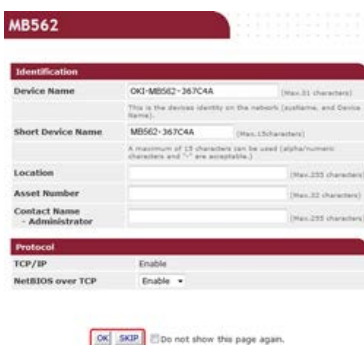 MB562
Identification
Device Name OKI-MB562-367C4A (Max.31 characters)
This is the devices identity on the network (sysName, and Device
Name).
Short Device Name MB562-367C4A (Max.15characters)
A maximum of 15 characters can be used (alpha/numeric
characters and "-" are acceptable.)
Location (Max.255 characters)
Asset Number (Max.32 characters)
Contact Name
- Administrator (Max.255 characters)
Protocol
TCP/IP Enable
NetBIOS over TCP Enable
OK SKIP Do not show this page again.